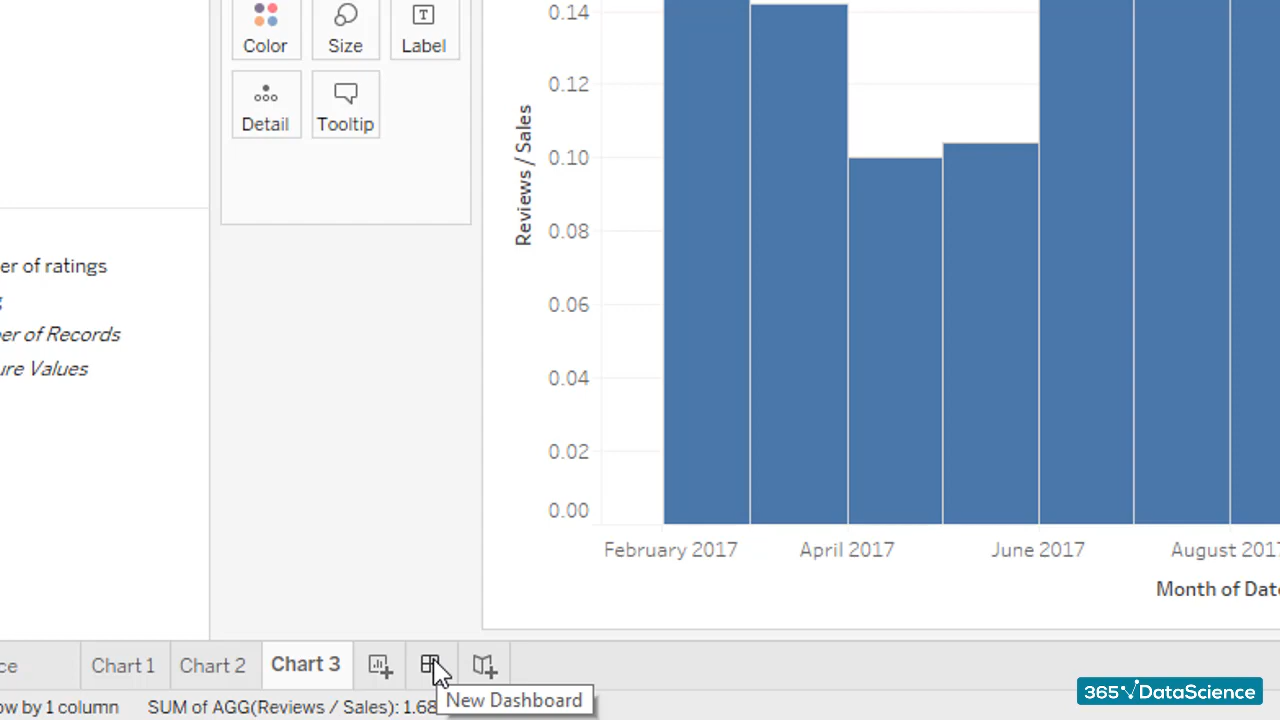 Color
Size
Label
Detail
Tooltip
er of ratings
er of Records
ure Values
Reviews / Sales
0.14
0.12
0.10
0.08
0.06
0.04
0.02
0.00
February 2017
April 2017
June 2017
August 2017
Month of Date
ce
Chart 1
Chart 2
Chart 3
New Dashboard
ow by 1 column
SUM of AGG(Reviews / Sales): 1.68
365 DataScience